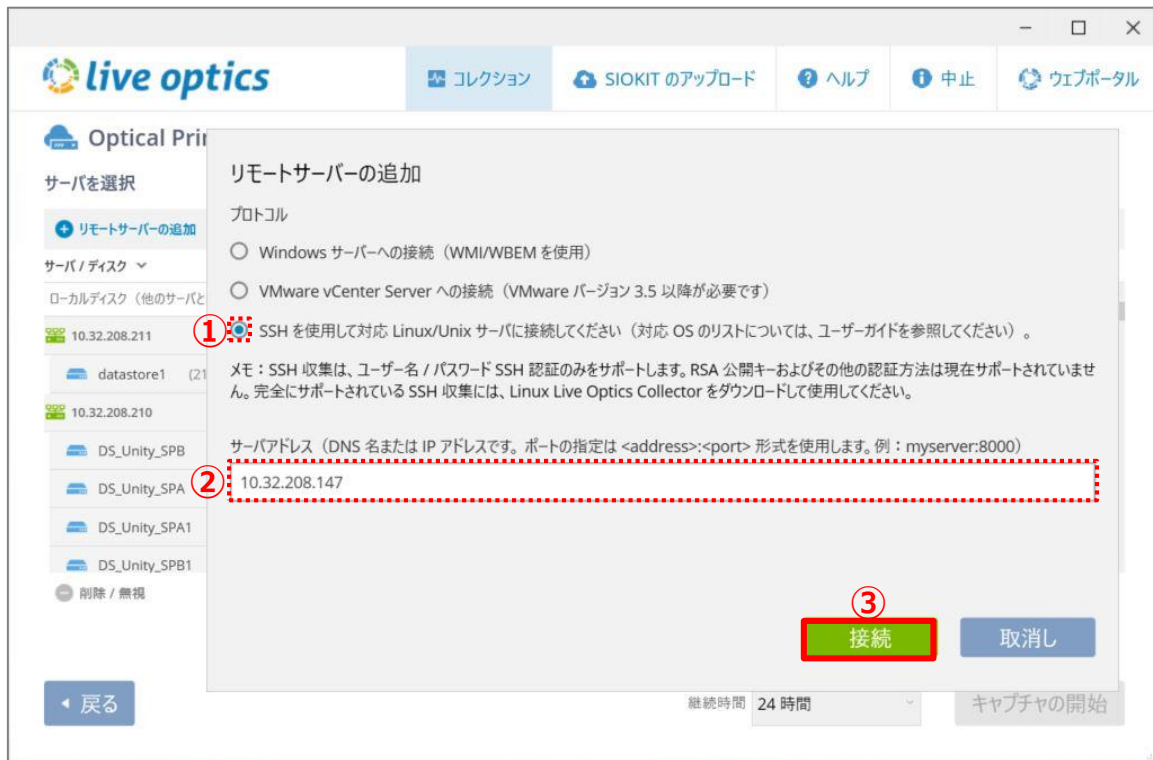 live optics
コレクション
SIOKIT のアップロード
ヘルプ
中止
ウェブポータル
Optical Pri
サーバを選択
リモートサーバーの追加
サーバ / ディスク
ローカルディスク（他のサーバと
10.32.208.211
datastore1 (21
10.32.208.210
DS_Unity_SPB
DS_Unity_SPA
DS_Unity_SPA1
DS_Unity_SPB1
削除 / 無視
リモートサーバーの追加
プロトコル
Windows サーバーへの接続（WMI/WBEM を使用）
VMware vCenter Server への接続（VMware バージョン 3.5 以降が必要です）
① SSH を使用して対応 Linux/Unix サーバに接続してください（対応 OS のリストについては、ユーザーガイドを参照してください）。
メモ：SSH 収集は、ユーザー名 / パスワード SSH 認証のみをサポートします。RSA 公開キーおよびその他の認証方法は現在サポートされていませ
ん。完全にサポートされている SSH 収集には、Linux Live Optics Collector をダウンロードして使用してください。
サーバアドレス（DNS 名または IP アドレスです。ポートの指定は <address>:<port> 形式を使用します。例：myserver:8000）
② 10.32.208.147
③
接続
取消し
戻る
継続時間 24 時間
キャプチャの開始